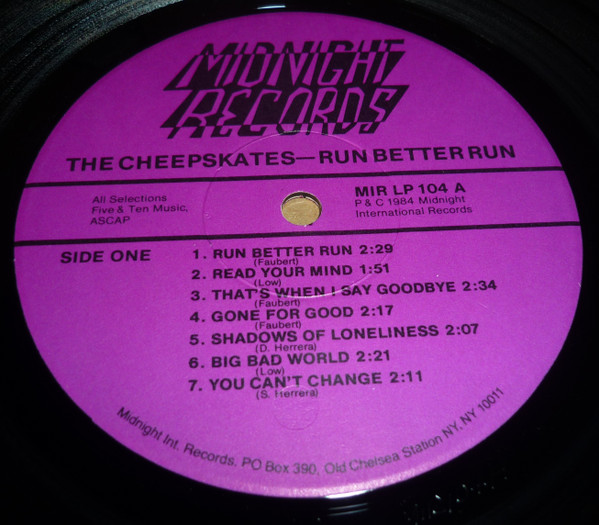 MIDNIGHT
RECORDS
THE CHEEPSKATES—RUN BETTER RUN
All Selections
Five & Ten Music,
ASCAP
MIR LP 104 A
P & C 1984 Midnight
International Records
SIDE ONE
1. RUN BETTER RUN 2:29
(Faubert)
2. READ YOUR MIND 1:51
(Low)
3. THAT'S WHEN I SAY GOODBYE 2:34
(Faubert)
4. GONE FOR GOOD 2:17
(Faubert)
5. SHADOWS OF LONELINESS 2:07
(D. Herrera)
6. BIG BAD WORLD 2:21
(Low)
7. YOU CAN'T CHANGE 2:11
(S. Herrera)
Midnight Int. Records, PO Box 390, Old Chelsea Station NY, NY 10011